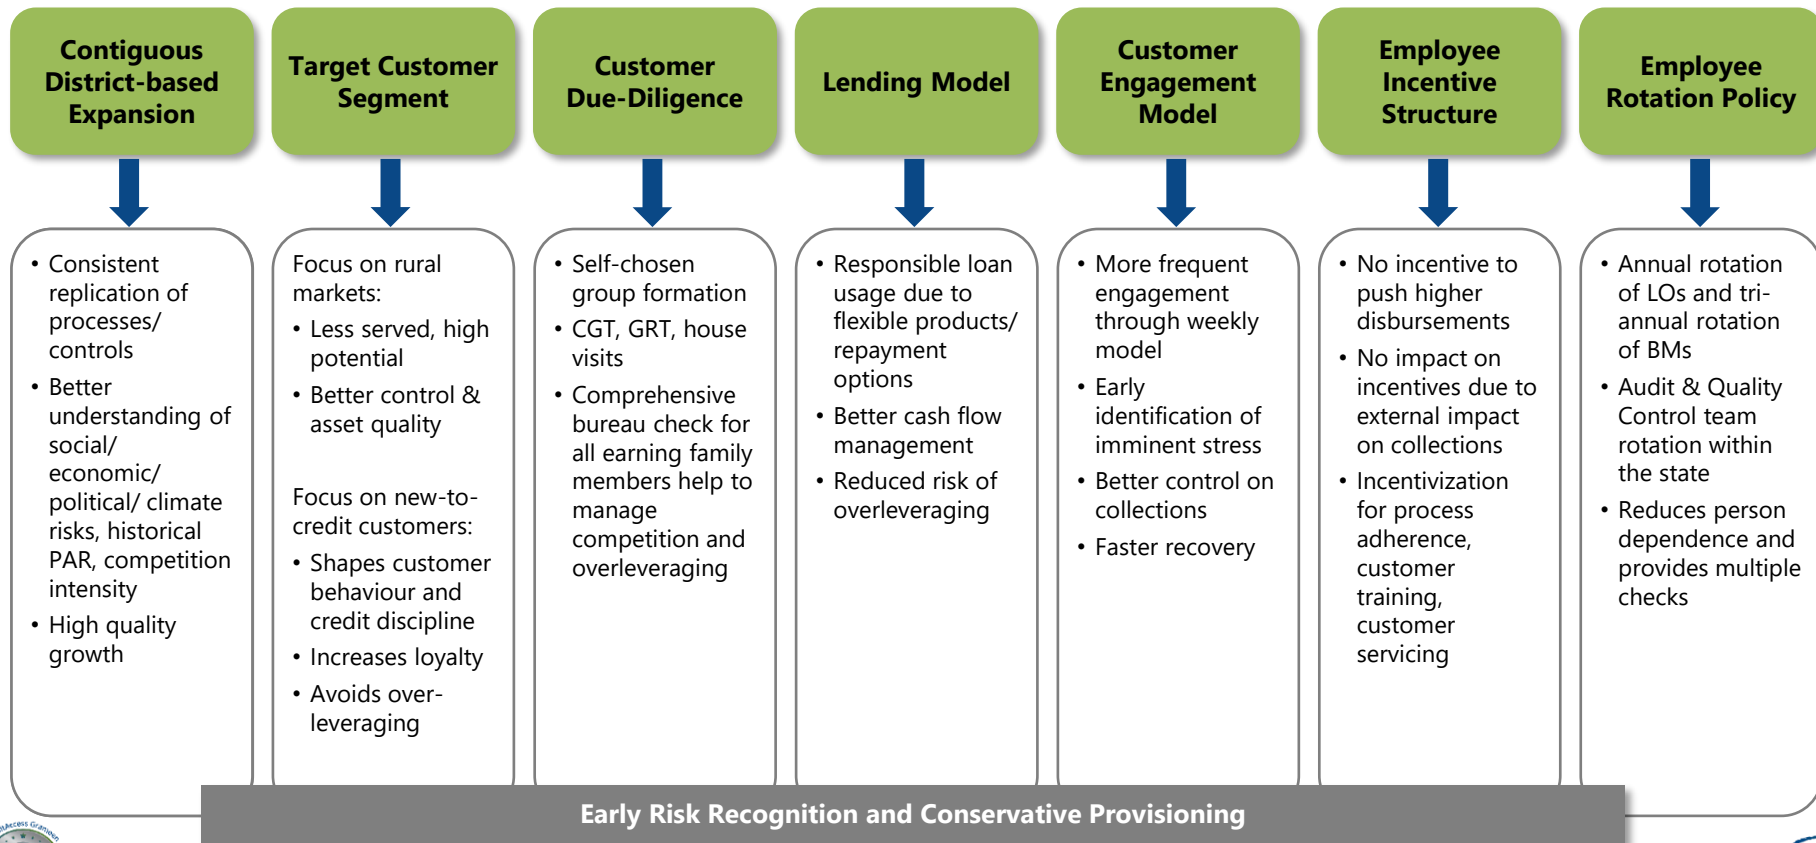 Contiguous
District-based
Expansion
Target Customer
Segment
Customer
Due-Diligence
Lending Model
Customer
Engagement
Model
Employee
Incentive
Structure
Employee
Rotation Policy
• Consistent
replication of
processes/
controls
• Better
understanding of
social/
economic/
political/ climate
risks, historical
PAR, competition
intensity
• High quality
growth
Focus on rural
markets:
• Less served, high
potential
• Better control &
asset quality
Focus on new-to-
credit customers:
• Shapes customer
behaviour and
credit discipline
• Increases loyalty
• Avoids over-
leveraging
• Self-chosen
group formation
• CGT, GRT, house
visits
• Comprehensive
bureau check for
all earning family
members help to
manage
competition and
overleveraging
• Responsible loan
usage due to
flexible products/
repayment
options
• Better cash flow
management
• Reduced risk of
overleveraging
• More frequent
engagement
through weekly
model
• Early
identification of
imminent stress
• Better control on
collections
• Faster recovery
• No incentive to
push higher
disbursements
• No impact on
incentives due to
external impact
on collections
• Incentivization
for process
adherence,
customer
training,
customer
servicing
• Annual rotation
of LOs and tri-
annual rotation
of BMs
• Audit & Quality
Control team
rotation within
the state
• Reduces person
dependence and
provides multiple
checks
Early Risk Recognition and Conservative Provisioning